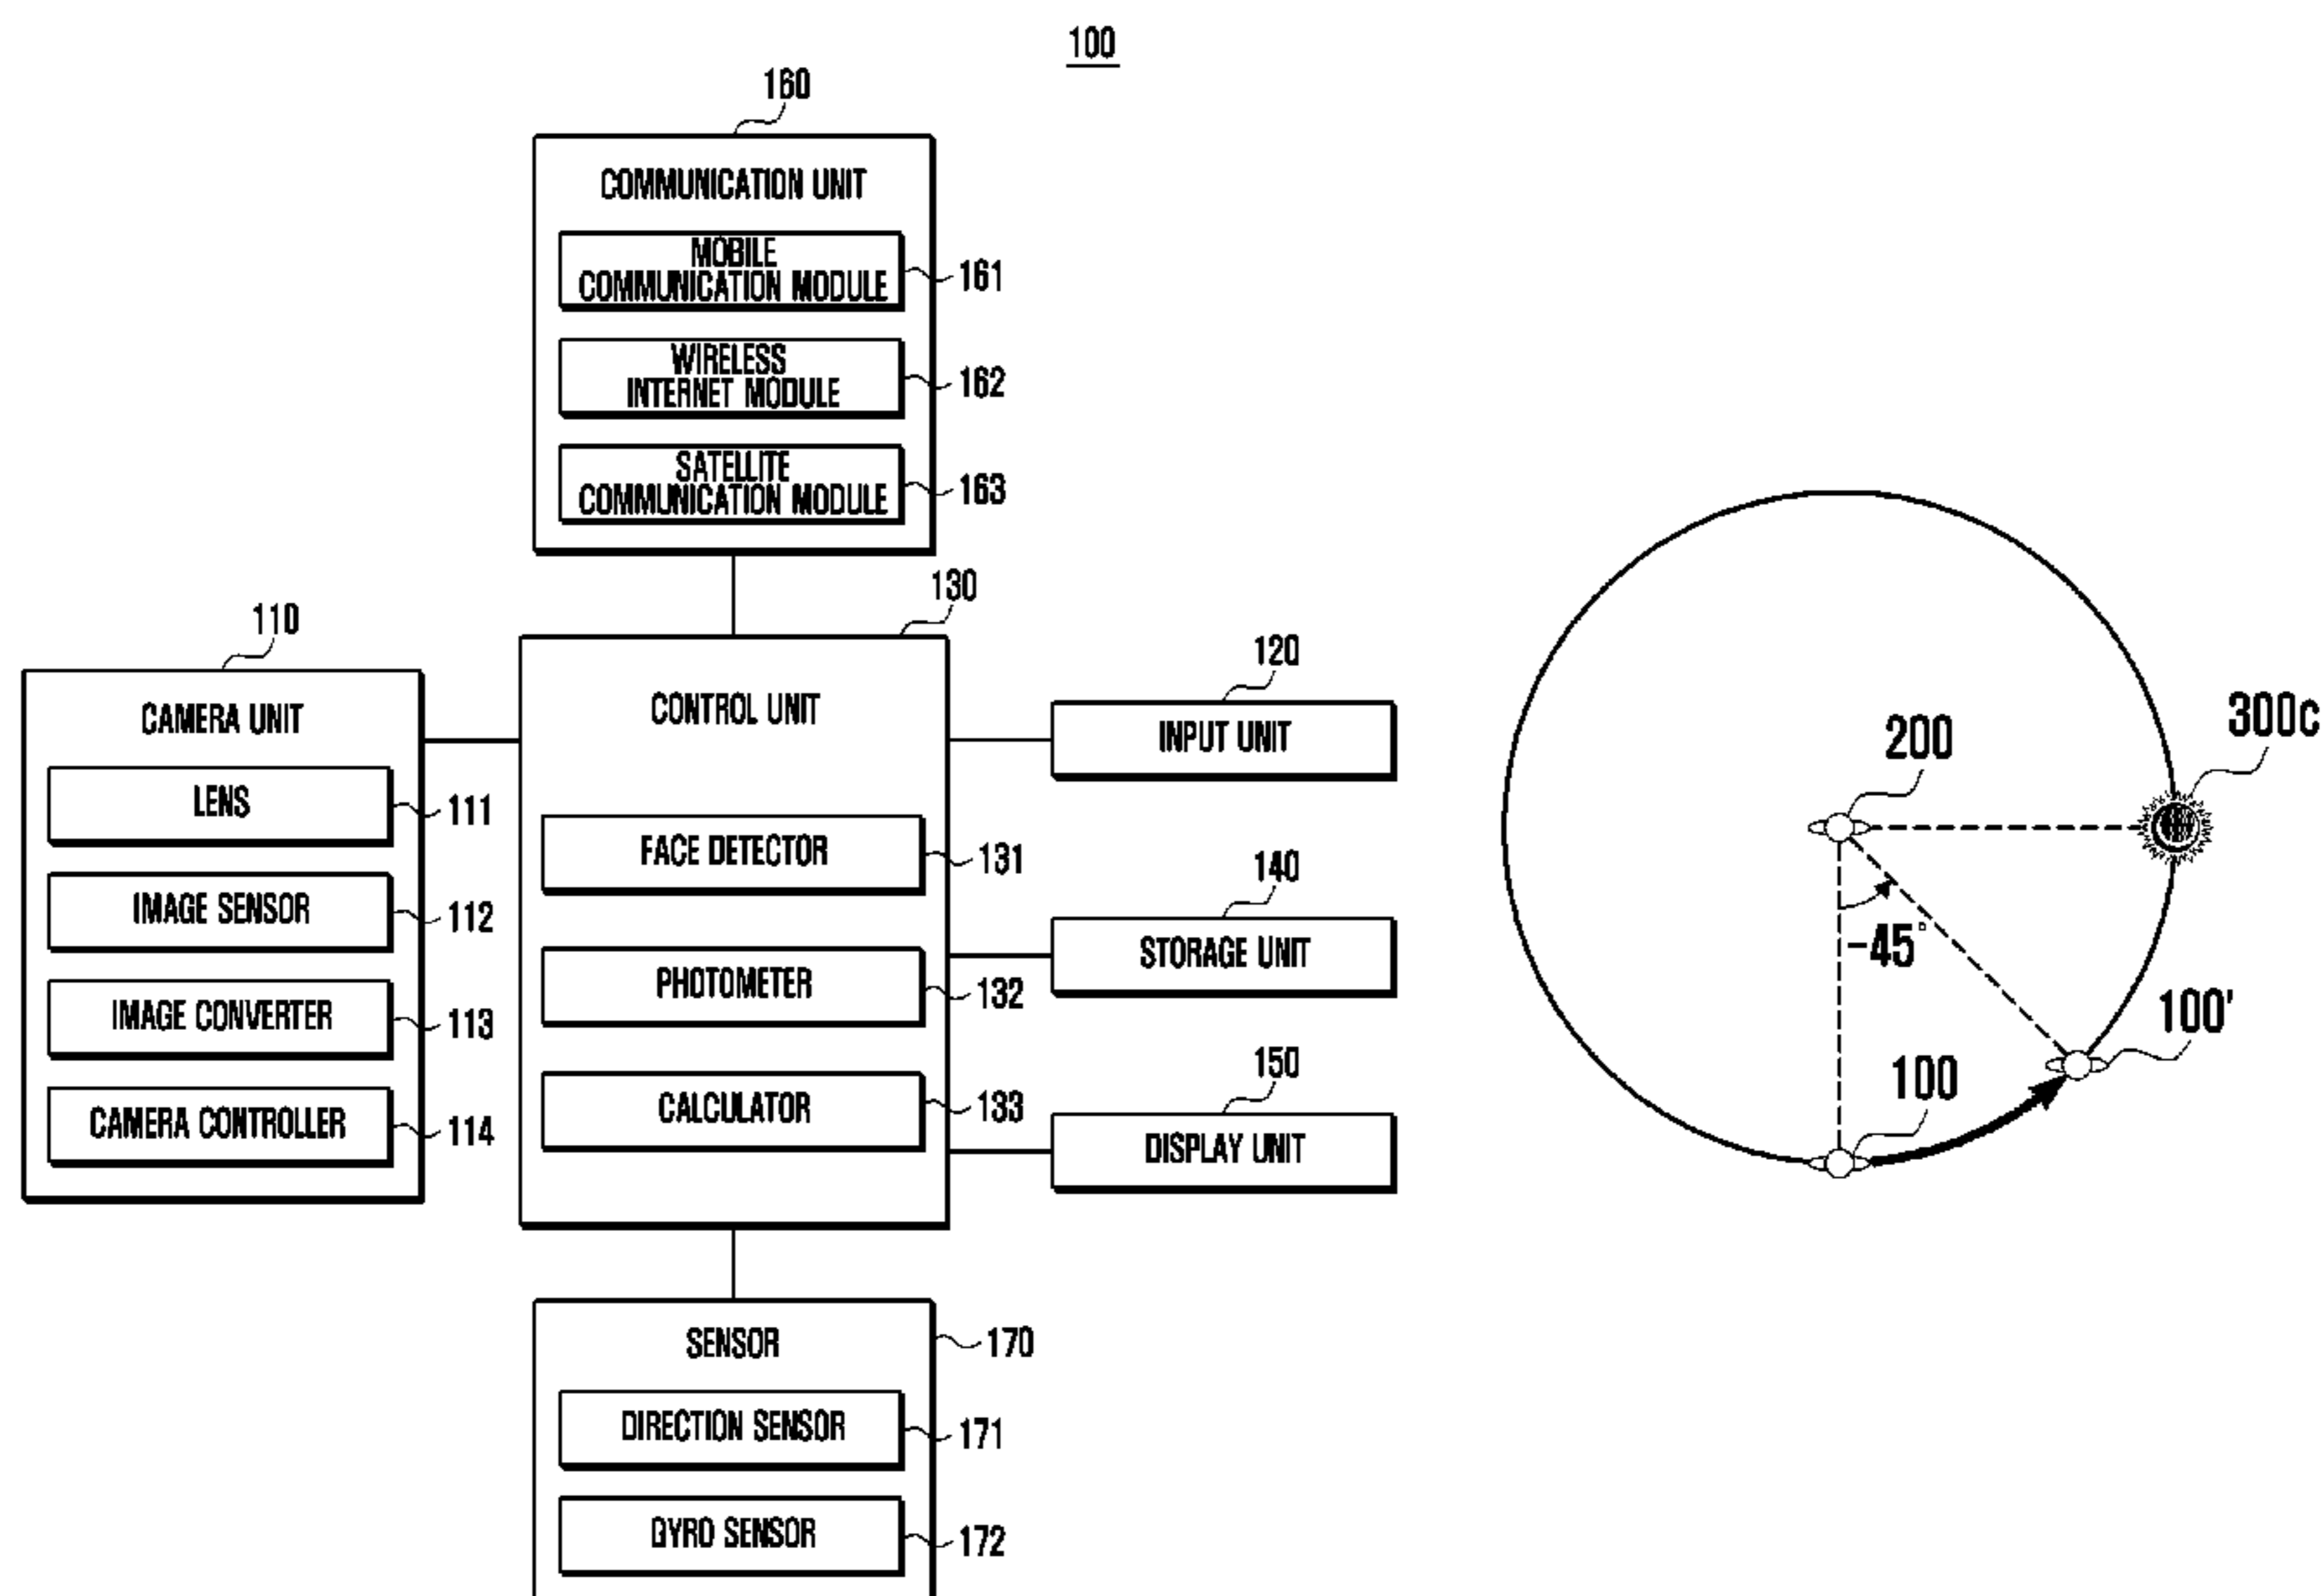 100
160
COMMUNICATION UNIT
MOBILE
COMMUNICATION MODULE
161
WIRELESS
INTERNET MODULE
162
SATELLITE
COMMUNICATION MODULE
163
110
CAMERA UNIT
LENS
111
IMAGE SENSOR
112
IMAGE CONVERTER
113
CAMERA CONTROLLER
114
130
CONTROL UNIT
FACE DETECTOR
131
PHOTOMETER
132
CALCULATOR
133
120
INPUT UNIT
140
STORAGE UNIT
150
DISPLAY UNIT
SENSOR
170
DIRECTION SENSOR
171
GYRO SENSOR
172
200
300c
-45°
100'
100